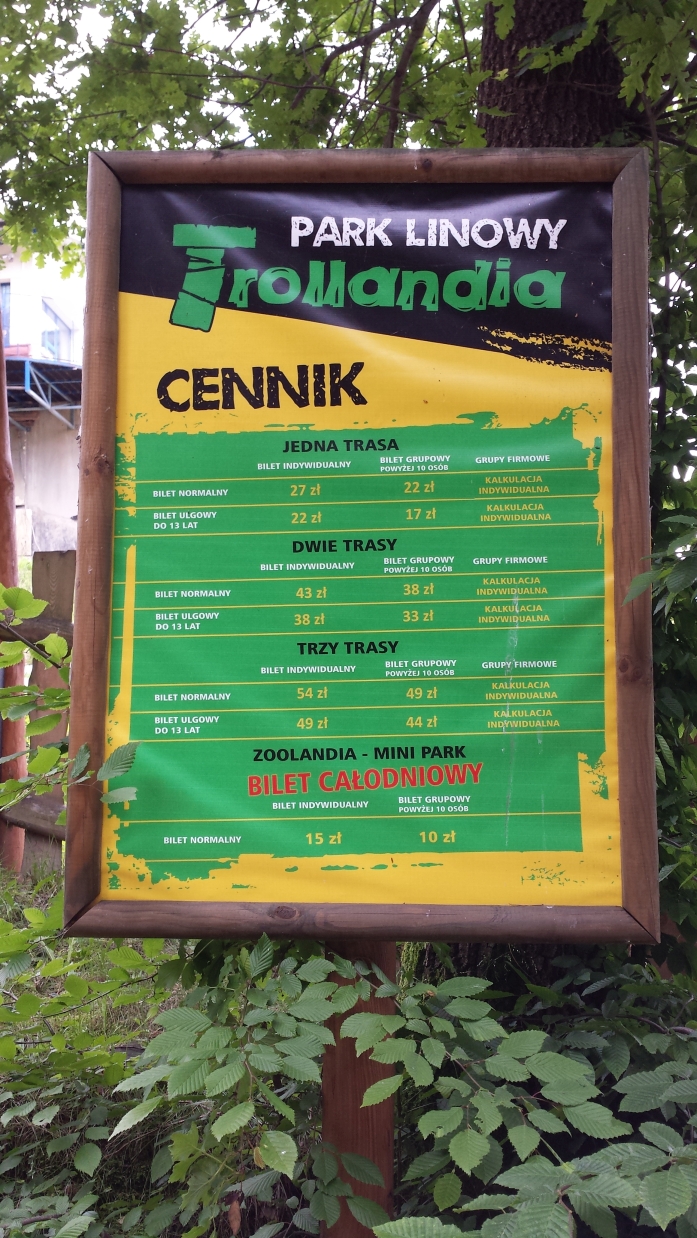 PARK LINOWY
Trollandia
CENNIK
JEDNA TRASA
BILET INDYWIDUALNY BILET GRUPOWY POWYŻEJ 10 OSÓB GRUPY FIRMOWE
BILET NORMALNY 27 zł 22 zł KALKULACJA INDYWIDUALNA
BILET ULGOWY DO 13 LAT 22 zł 17 zł KALKULACJA INDYWIDUALNA
DWIE TRASY
BILET INDYWIDUALNY BILET GRUPOWY POWYŻEJ 10 OSÓB GRUPY FIRMOWE
BILET NORMALNY 43 zł 38 zł KALKULACJA INDYWIDUALNA
BILET ULGOWY DO 13 LAT 38 zł 33 zł KALKULACJA INDYWIDUALNA
TRZY TRASY
BILET INDYWIDUALNY BILET GRUPOWY POWYŻEJ 10 OSÓB GRUPY FIRMOWE
BILET NORMALNY 54 zł 49 zł KALKULACJA INDYWIDUALNA
BILET ULGOWY DO 13 LAT 49 zł 44 zł KALKULACJA INDYWIDUALNA
ZOOLANDIA - MINI PARK
BILET CAŁODNIOWY
BILET INDYWIDUALNY BILET GRUPOWY POWYŻEJ 10 OSÓB
BILET NORMALNY 15 zł 10 zł